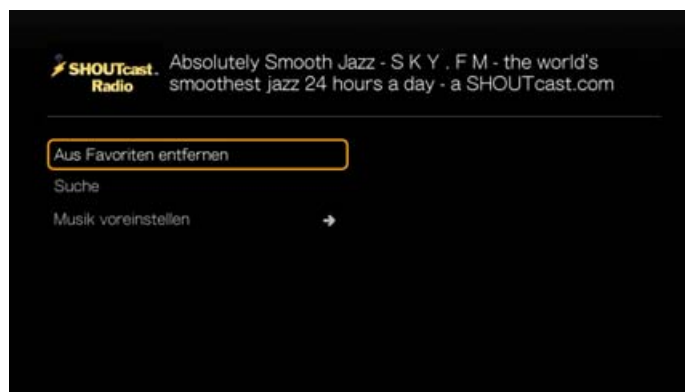 SHOUTcast
Radio
Absolutely Smooth Jazz - S K Y . F M - the world's
smoothest jazz 24 hours a day - a SHOUTcast.com
Aus Favoriten entfernen
Suche
Musik voreinstellen